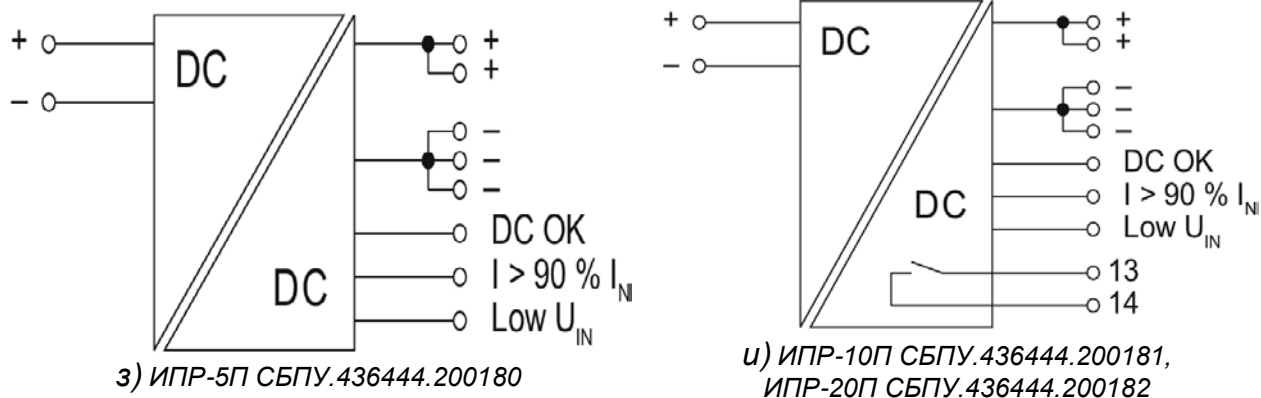 +
–
DC
DC
+
+
–
–
–
DC OK
I > 90 % I_N
Low U_IN
з) ИПР-5П СБПУ.436444.200180
+
–
DC
DC
+
+
–
–
–
DC OK
I > 90 % I_N
Low U_IN
13
14
и) ИПР-10П СБПУ.436444.200181,
ИПР-20П СБПУ.436444.200182